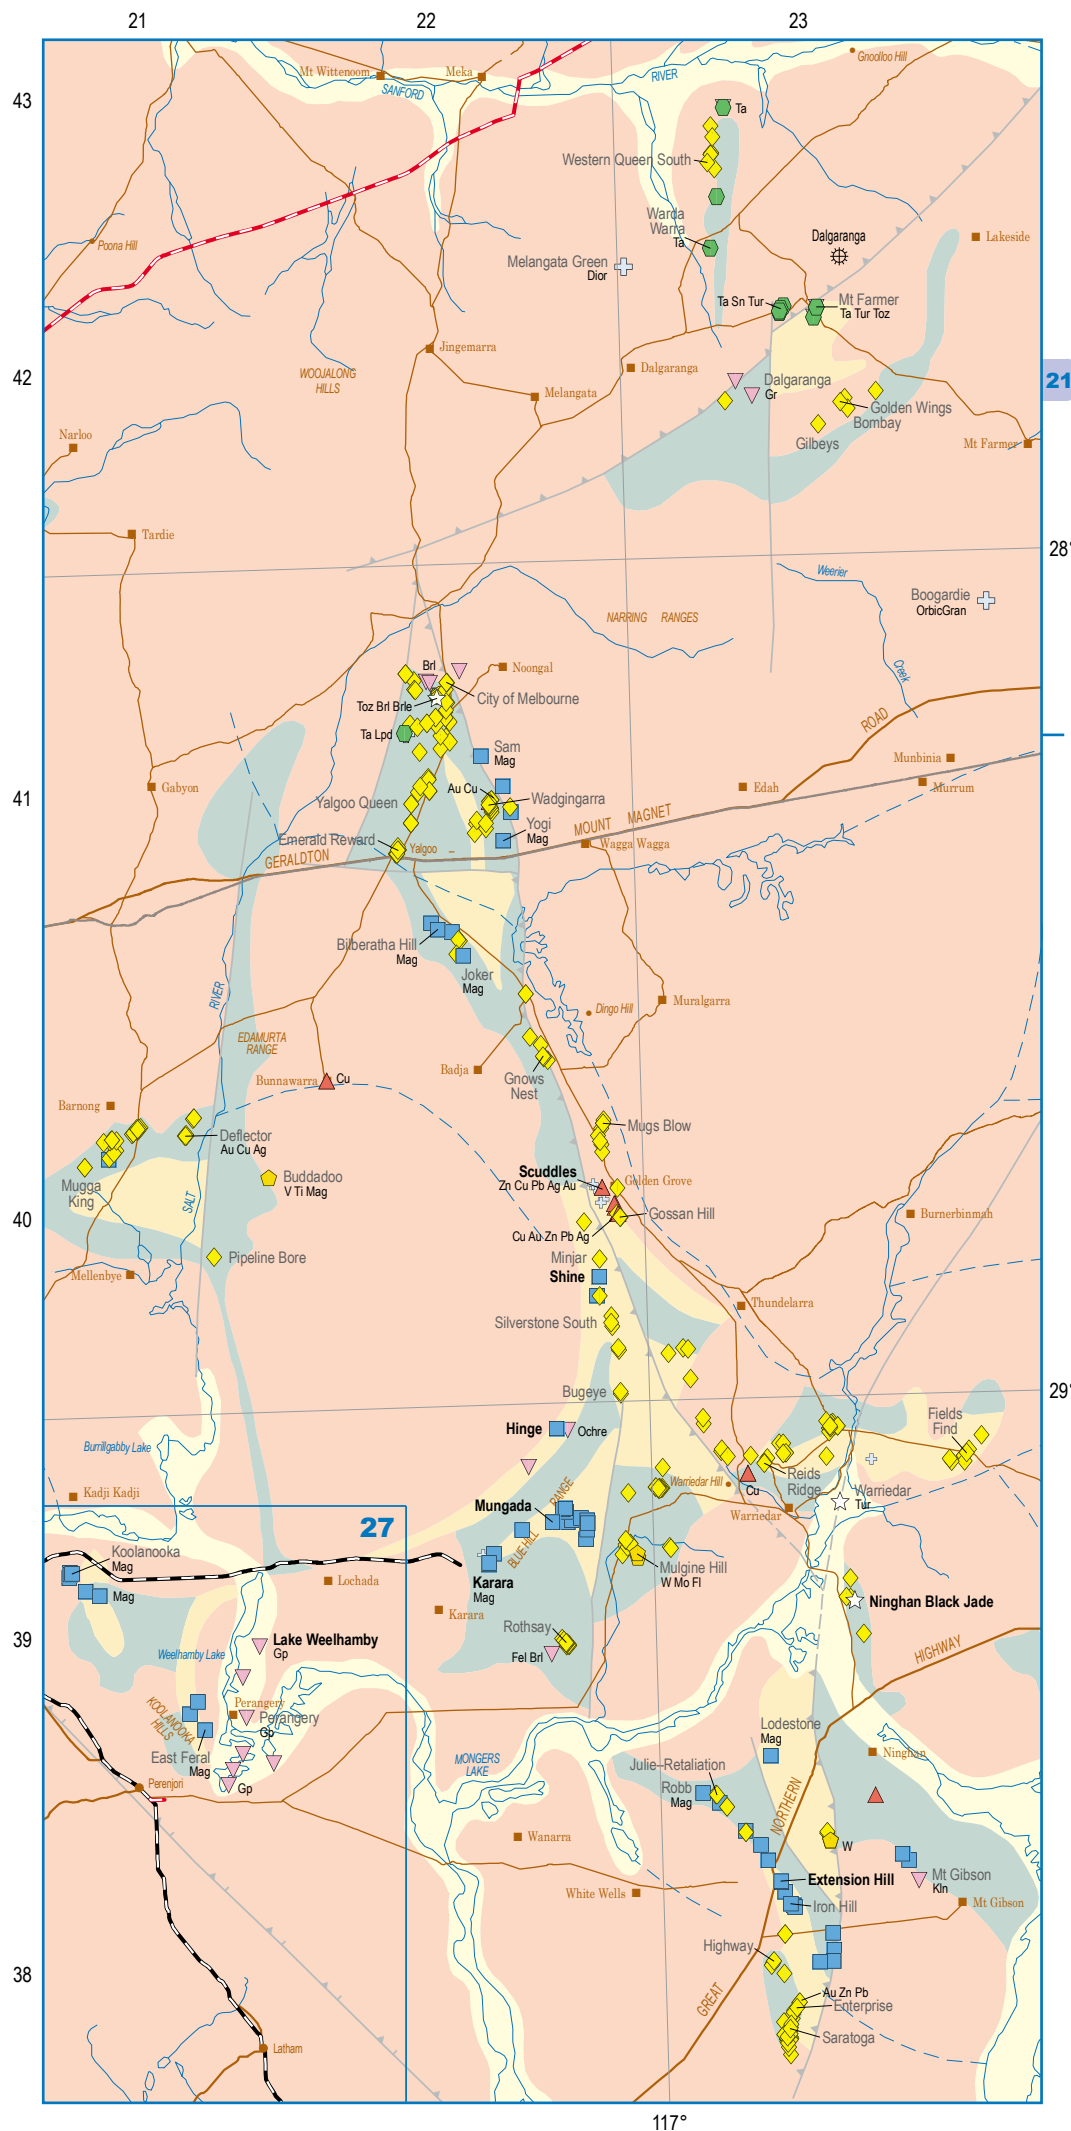 21
22
23
43
Mt Wittenoom
Meka
SANFORD
RIVER
Gnoolloo Hill
Ta
Western Queen South
Warda
Warra
Ta
Poona Hill
Dalgaranga
Lakeside
Melangata Green
Dior
Ta Sn Tur
Mt Farmer
Ta Tur Toz
Jingemarra
42
WOOJALONG
HILLS
Dalgaranga
Dalgaranga
Gr
21
Melangata
Golden Wings
Bombay
Gilbeys
Narloo
Mt Farmer
Tardie
28°
Weerier
Creek
Boogardie
OrbicGran
NARRING RANGES
Brl
Noongal
City of Melbourne
Toz Brl Brle
Ta Lpd
ROAD
Sam
Mag
Munbinia
Murrum
Gabyon
Edah
41
Au Cu
Wadgingarra
Yalgoo Queen
Yogi
Mag
MOUNT MAGNET
Emerald Reward
Yalgoo
Wagga Wagga
GERALDTON
Bilberatha Hill
Mag
Joker
Mag
RIVER
Muralgarra
Dingo Hill
EDAMURTA
RANGE
Badja
Gnows
Nest
Bunnawarra
Cu
Barnong
Deflector
Au Cu Ag
Mugs Blow
Scuddles
Zn Cu Pb Ag Au
Golden Grove
Buddadoo
V Ti Mag
Mugga
King
SALT
40
Gossan Hill
Cu Au Zn Pb Ag
Burnerbinmah
Pipeline Bore
Minjar
Shine
Mellenbye
Thundelarra
Silverstone South
29°
Bugeye
Fields
Find
Hinge
Ochre
Burrillgabby Lake
Reids
Ridge
Warriedar Hill
Cu
Warriedar
Warriedar
Tur
Kadji Kadji
RANGE
BLUE HILL
Mungada
27
Koolanooka
Mag
Mag
Lochada
Karara
Mag
Mulgine Hill
W Mo Fl
Ninghan Black Jade
Karara
Rothsay
Fel Brl
39
Lake Weelhamby
Gp
Weelhamby Lake
HIGHWAY
KOOLANOOKA
HILLS
Perangery
Perangery
Gp
East Feral
Mag
Gp
Perenjori
MONGERS
LAKE
Lodestone
Mag
Ninghan
Julie–Retaliation
Robb
Mag
NORTHERN
Wanarra
W
Mt Gibson
Kln
Extension Hill
White Wells
Iron Hill
Mt Gibson
Highway
38
GREAT
Au Zn Pb
Enterprise
Saratoga
Latham
117°